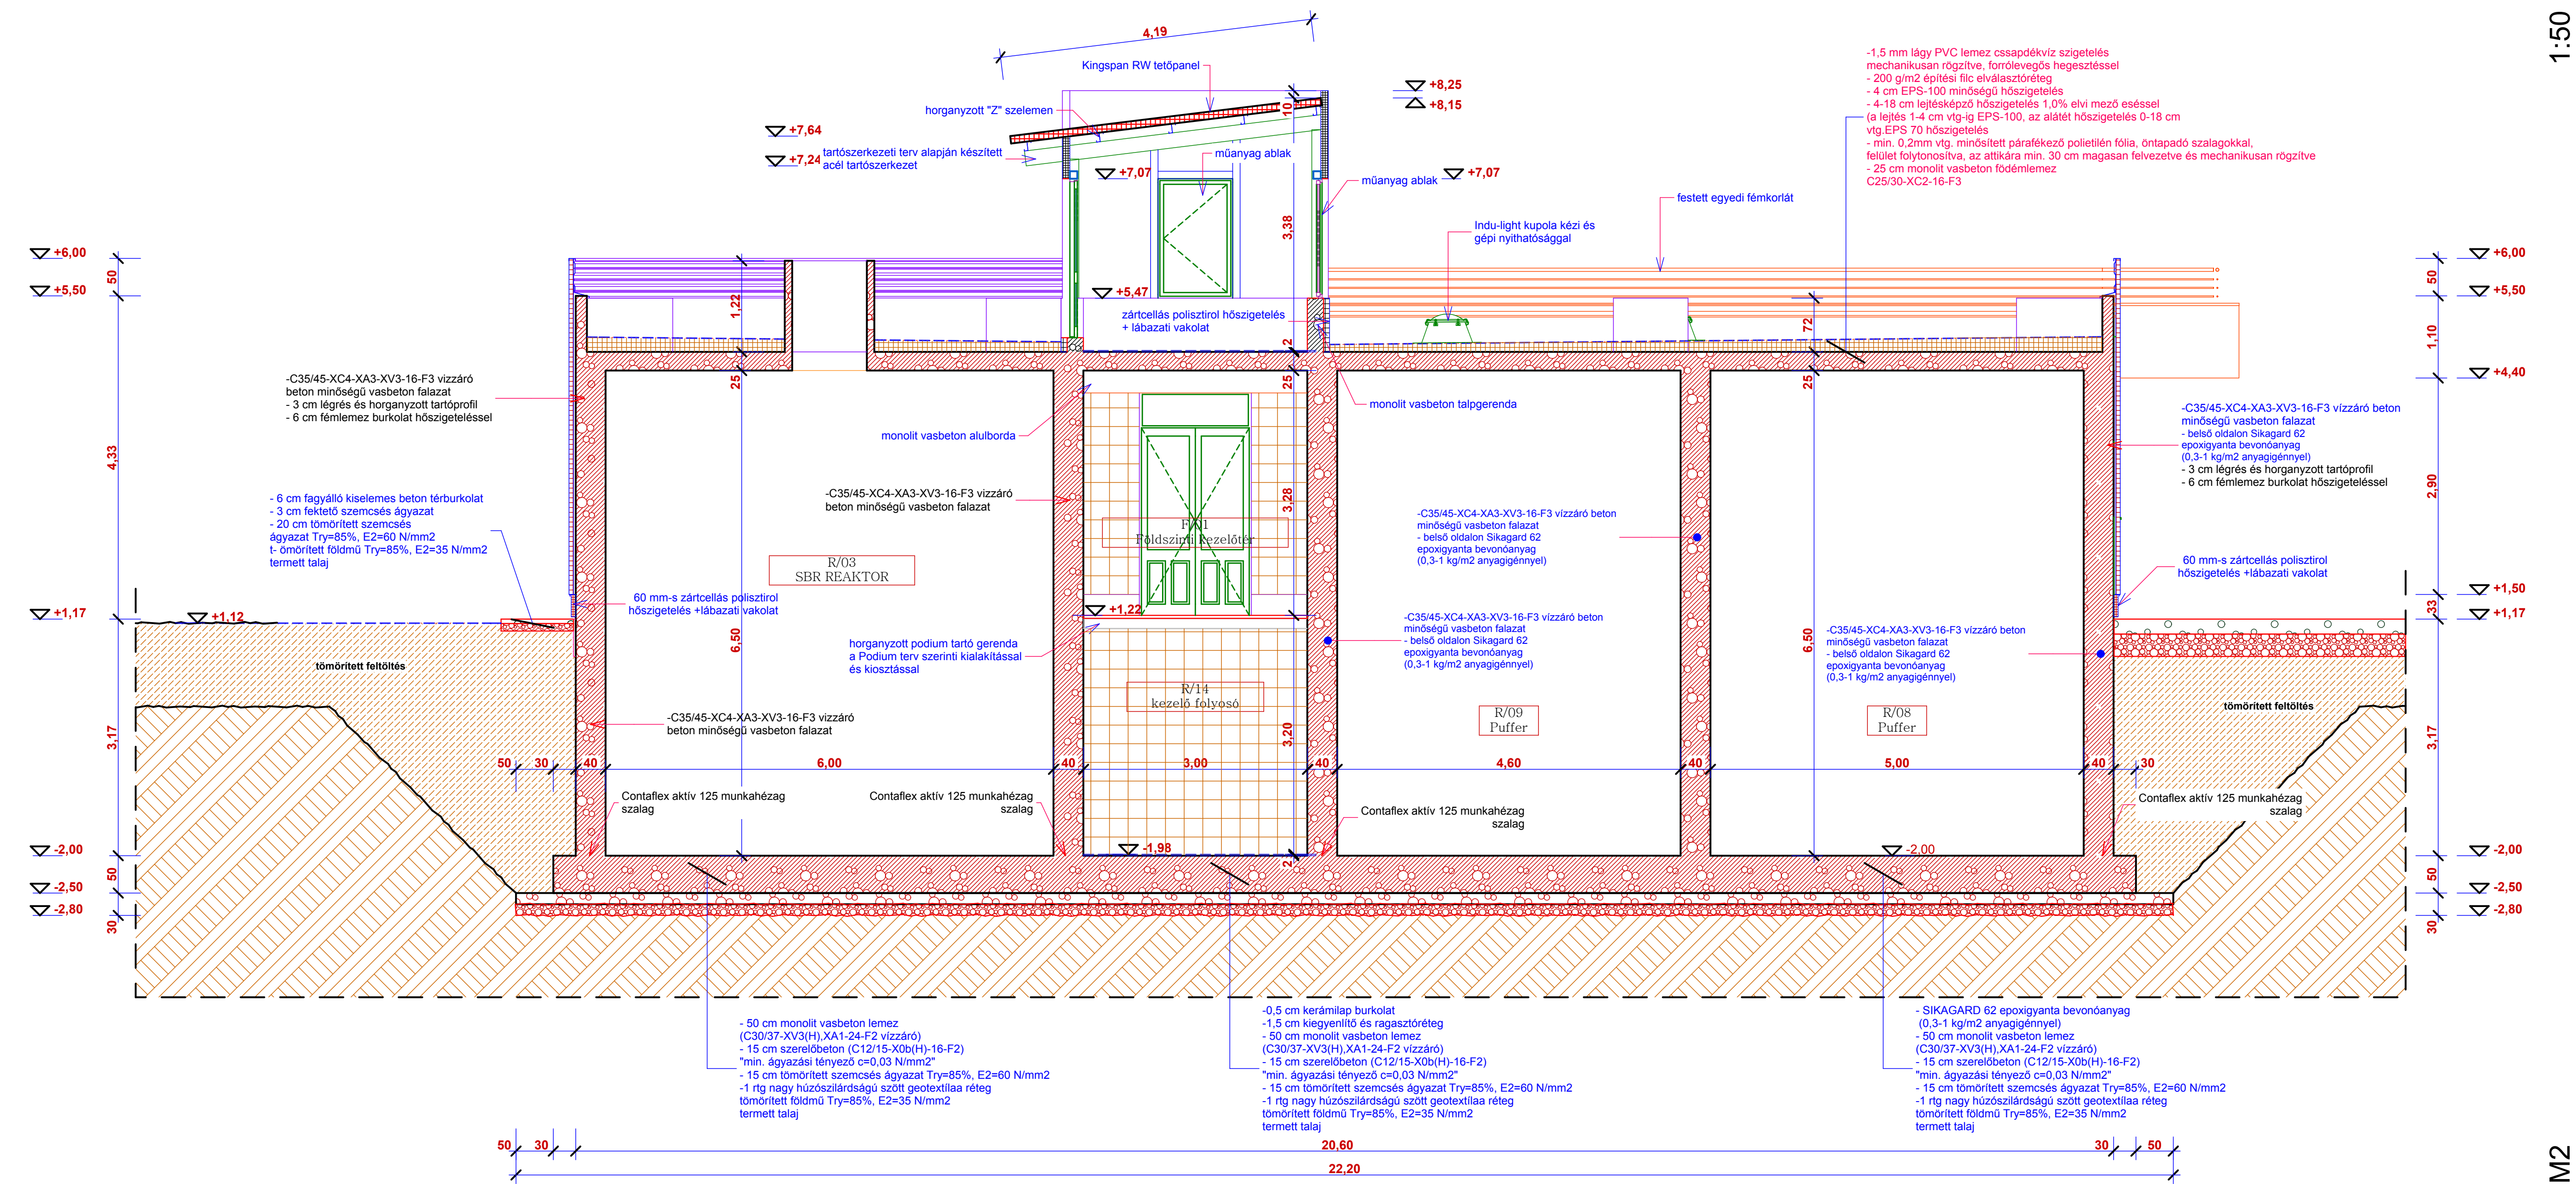 1:50
M2
4,19
Kingspan RW tetőpanel
horganyzott "Z" szelemen
tartószerkezeti terv alapján készített
acél tartószerkezet
+7,64
+7,24
+8,25
+8,15
10
+7,07
műanyag ablak
műanyag ablak
+7,07
3,38
+5,47
zártcellás polisztirol hőszigetelés
+ lábazati vakolat
Indu-light kupola kézi és
gépi nyithatósággal
festett egyedi fémkorlát
-1,5 mm lágy PVC lemez cssapdékvíz szigetelés
mechanikusan rögzítve, forrólevegős hegesztéssel
- 200 g/m2 építési filc elválasztóréteg
- 4 cm EPS-100 minőségű hőszigetelés
- 4-18 cm lejtésképző hőszigetelés 1,0% elvi mező eséssel
(a lejtés 1-4 cm vtg-ig EPS-100, az alátét hőszigetelés 0-18 cm
vtg.EPS 70 hőszigetelés
- min. 0,2mm vtg. minősített párafékező polietilén fólia, öntapadó szalagokkal,
felület folytonosítva, az attikára min. 30 cm magasan felvezetve és mechanikusan rögzítve
- 25 cm monolit vasbeton födémlemez
C25/30-XC2-16-F3
+6,00
+5,50
50
4,33
+1,17
3,17
-2,00
50
-2,50
-2,80
30
+1,12
1,22
25
2
25
72
25
-C35/45-XC4-XA3-XV3-16-F3 vizzáró
beton minőségű vasbeton falazat
- 3 cm légrés és horganyzott tartóprofil
- 6 cm fémlemez burkolat hőszigeteléssel
- 6 cm fagyálló kiselemes beton térburkolat
- 3 cm fektető szemcsés ágyazat
- 20 cm tömörített szemcsés
ágyazat Try=85%, E2=60 N/mm2
t- ömörített földmű Try=85%, E2=35 N/mm2
termett talaj
tömörített feltöltés
monolit vasbeton alulborda
monolit vasbeton talpgerenda
-C35/45-XC4-XA3-XV3-16-F3 vizzáró
beton minőségű vasbeton falazat
R/03
SBR REAKTOR
60 mm-s zártcellás polisztirol
hőszigetelés +lábazati vakolat
6,50
horganyzott podium tartó gerenda
a Podium terv szerinti kialakítással
és kiosztással
-C35/45-XC4-XA3-XV3-16-F3 vizzáró
beton minőségű vasbeton falazat
F/01
Földszinti kezelőtér
3,28
+1,22
R/14
kezelő folyosó
3,20
-C35/45-XC4-XA3-XV3-16-F3 vízzáró beton
minőségű vasbeton falazat
- belső oldalon Sikagard 62
epoxigyanta bevonóanyag
(0,3-1 kg/m2 anyagigénnyel)
-C35/45-XC4-XA3-XV3-16-F3 vízzáró beton
minőségű vasbeton falazat
- belső oldalon Sikagard 62
epoxigyanta bevonóanyag
(0,3-1 kg/m2 anyagigénnyel)
R/09
Puffer
6,50
-C35/45-XC4-XA3-XV3-16-F3 vízzáró beton
minőségű vasbeton falazat
- belső oldalon Sikagard 62
epoxigyanta bevonóanyag
(0,3-1 kg/m2 anyagigénnyel)
R/08
Puffer
-C35/45-XC4-XA3-XV3-16-F3 vízzáró beton
minőségű vasbeton falazat
- belső oldalon Sikagard 62
epoxigyanta bevonóanyag
(0,3-1 kg/m2 anyagigénnyel)
- 3 cm légrés és horganyzott tartóprofil
- 6 cm fémlemez burkolat hőszigeteléssel
60 mm-s zártcellás polisztirol
hőszigetelés +lábazati vakolat
tömörített feltöltés
+6,00
+5,50
+4,40
+1,50
+1,17
-2,00
-2,50
-2,80
50
1,10
2,90
33
3,17
50
30
50 30 40 6,00 40 3,00 40 4,60 40 5,00 40 30
Contaflex aktív 125 munkahézag
szalag
Contaflex aktív 125 munkahézag
szalag
Contaflex aktív 125 munkahézag
szalag
Contaflex aktív 125 munkahézag
szalag
-1,98
2
-2,00
- 50 cm monolit vasbeton lemez
(C30/37-XV3(H),XA1-24-F2 vízzáró)
- 15 cm szerelőbeton (C12/15-X0b(H)-16-F2)
"min. ágyazási tényező c=0,03 N/mm2"
- 15 cm tömörített szemcsés ágyazat Try=85%, E2=60 N/mm2
-1 rtg nagy húzószilárdságú szött geotextílaa réteg
tömörített földmű Try=85%, E2=35 N/mm2
termett talaj
-0,5 cm kerámilap burkolat
-1,5 cm kiegyenlítő és ragasztóréteg
- 50 cm monolit vasbeton lemez
(C30/37-XV3(H),XA1-24-F2 vízzáró)
- 15 cm szerelőbeton (C12/15-X0b(H)-16-F2)
"min. ágyazási tényező c=0,03 N/mm2"
- 15 cm tömörített szemcsés ágyazat Try=85%, E2=60 N/mm2
-1 rtg nagy húzószilárdságú szött geotextílaa réteg
tömörített földmű Try=85%, E2=35 N/mm2
termett talaj
- SIKAGARD 62 epoxigyanta bevonóanyag
(0,3-1 kg/m2 anyagigénnyel)
- 50 cm monolit vasbeton lemez
(C30/37-XV3(H),XA1-24-F2 vízzáró)
- 15 cm szerelőbeton (C12/15-X0b(H)-16-F2)
"min. ágyazási tényező c=0,03 N/mm2"
- 15 cm tömörített szemcsés ágyazat Try=85%, E2=60 N/mm2
-1 rtg nagy húzószilárdságú szött geotextílaa réteg
tömörített földmű Try=85%, E2=35 N/mm2
termett talaj
50 30 20,60 30 50
22,20